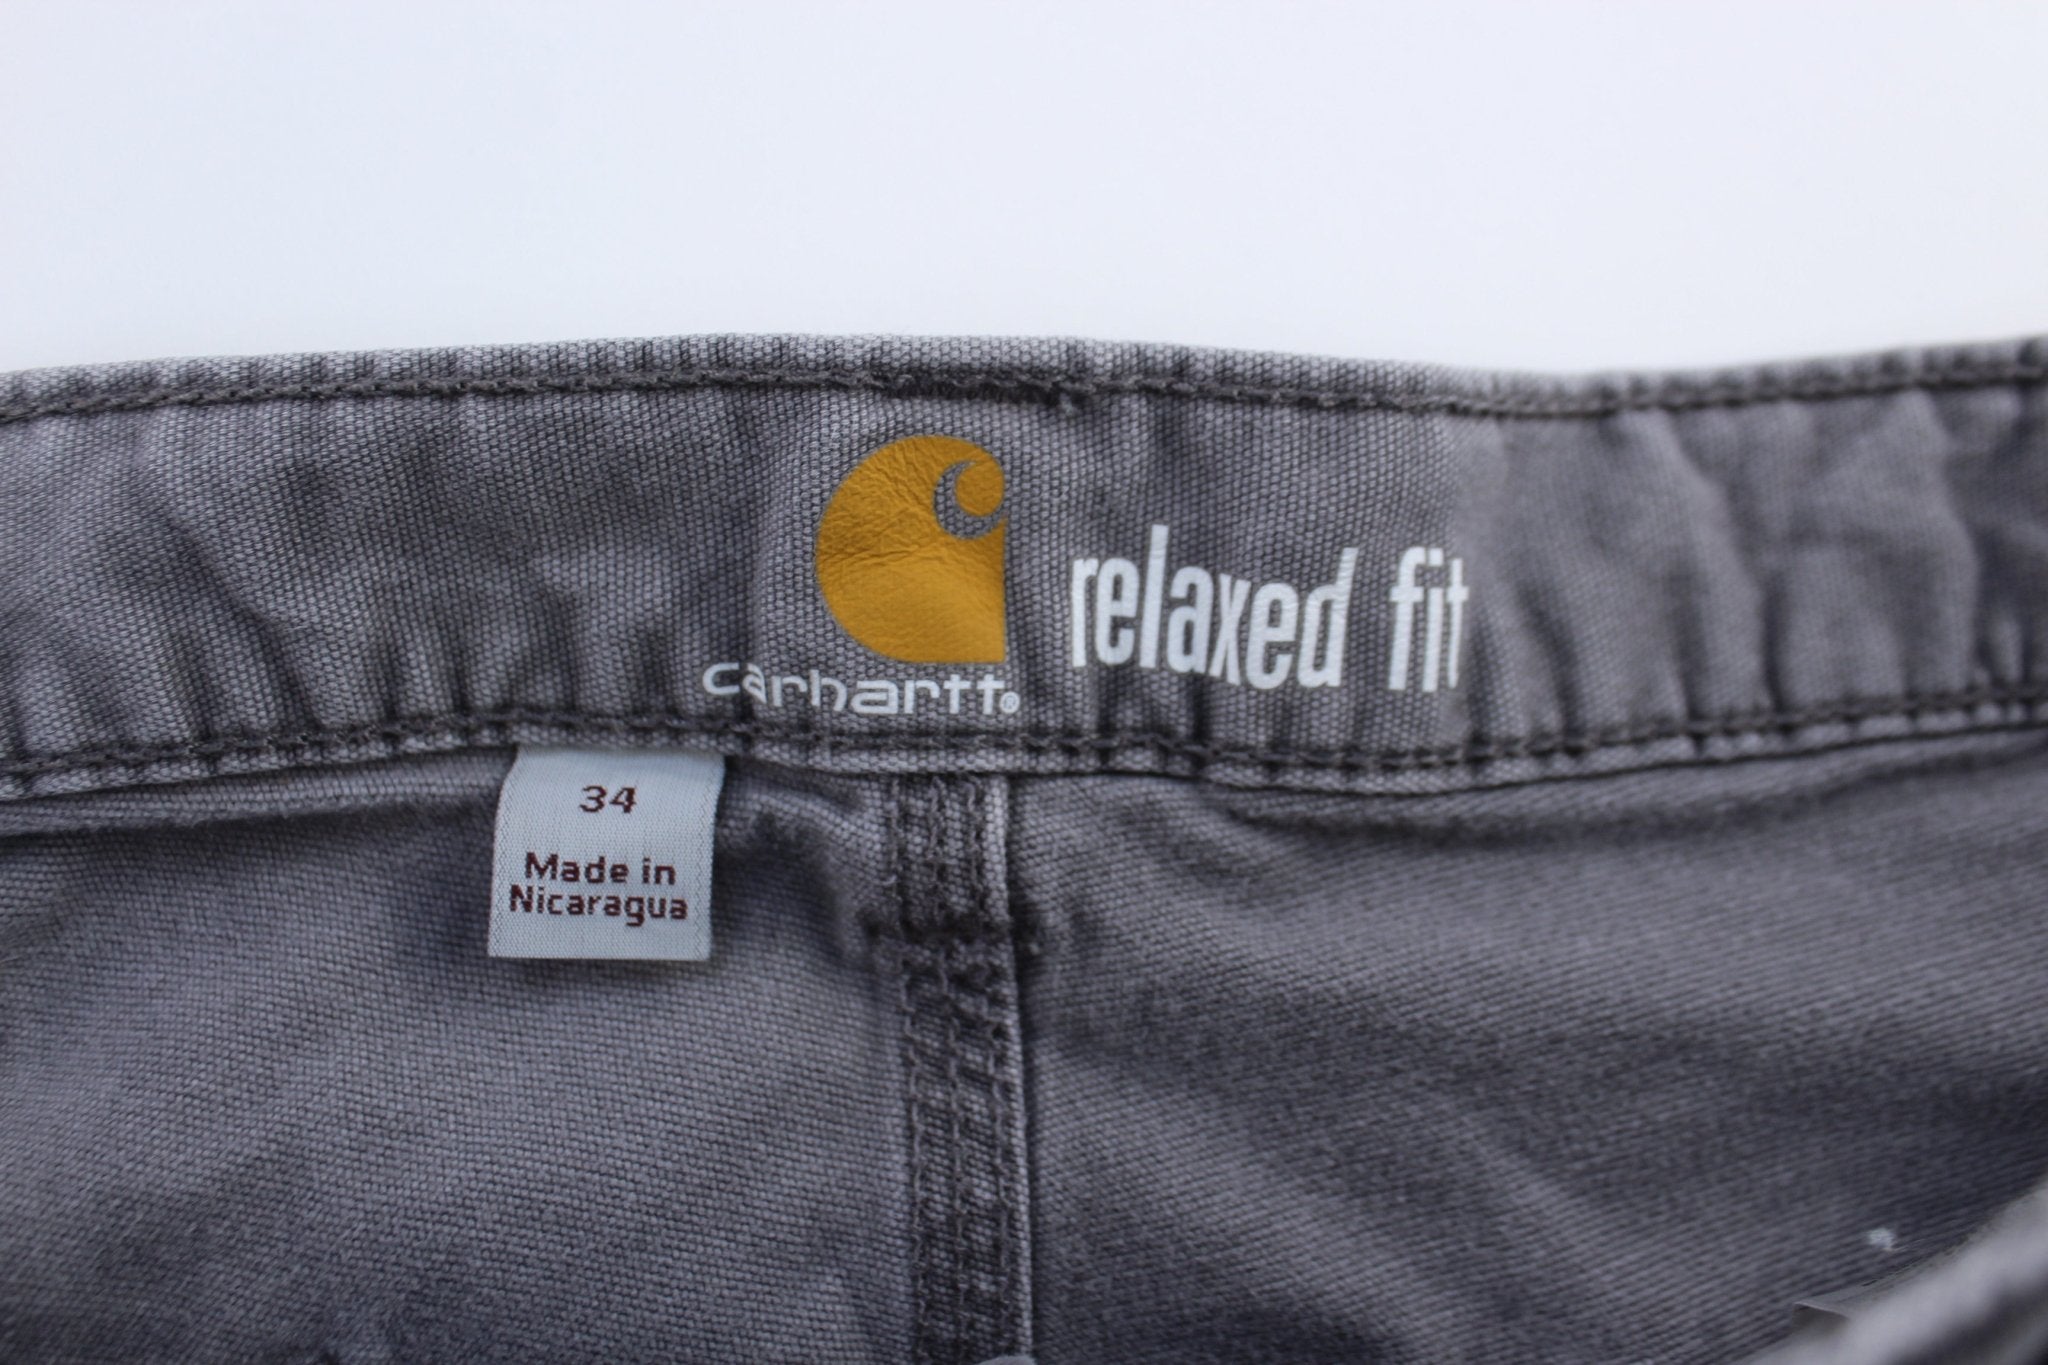 carhartt®
relaxed fit
34
Made in
Nicaragua